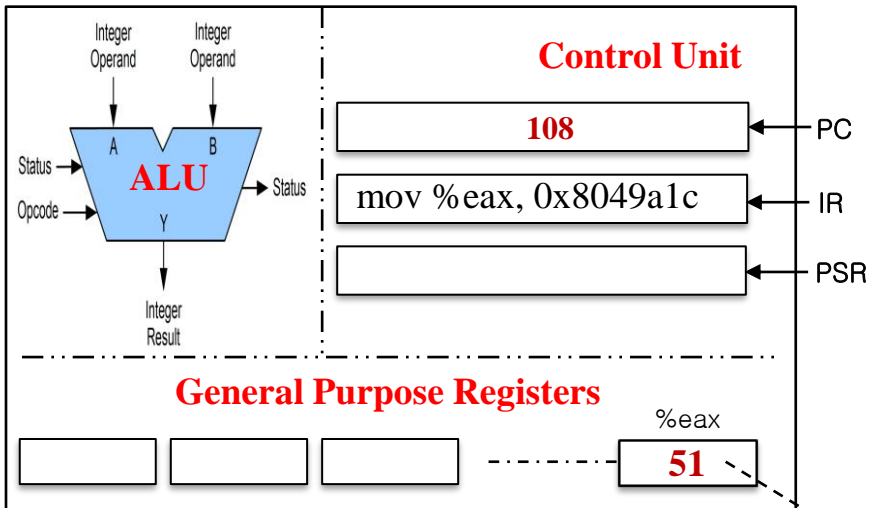 Integer
Operand
Integer
Operand
A
B
Status
ALU
Status
Opcode
Y
Integer
Result
Control Unit
108
PC
mov %eax, 0x8049a1c
IR
PSR
General Purpose Registers
%eax
51